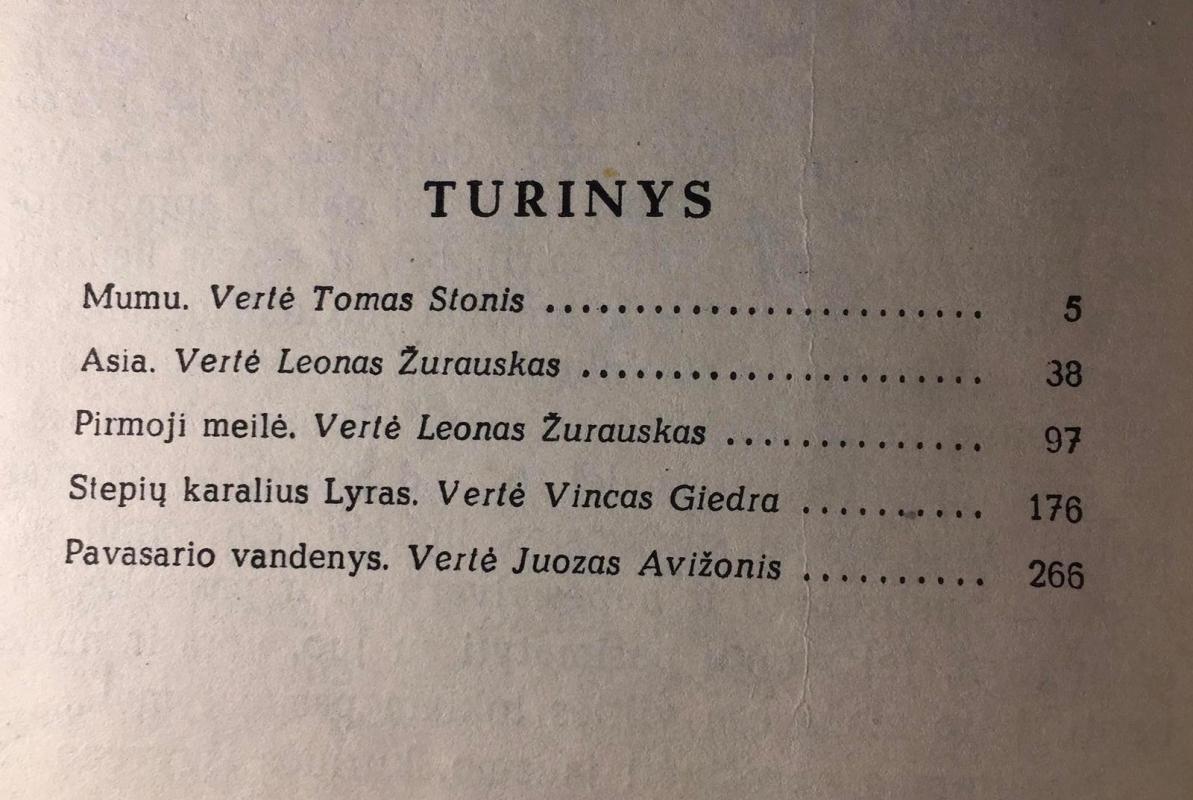 TURINYS
Mumu. Vertė Tomas Stonis ........................ 5
Asia. Vertė Leonas Žurauskas ...................... 38
Pirmoji meilė. Vertė Leonas Žurauskas .............. 97
Stepių karalius Lyras. Vertė Vincas Giedra .......... 176
Pavasario vandenys. Vertė Juozas Avižonis .......... 266